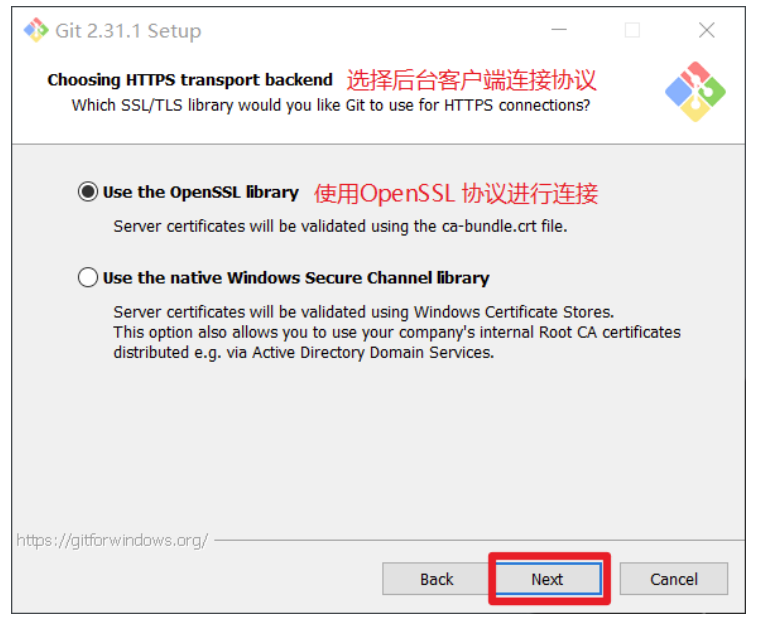 Git 2.31.1 Setup
Choosing HTTPS transport backend 选择后台客户端连接协议
Which SSL/TLS library would you like Git to use for HTTPS connections?
Use the OpenSSL library 使用OpenSSL 协议进行连接
Server certificates will be validated using the ca-bundle.crt file.
Use the native Windows Secure Channel library
Server certificates will be validated using Windows Certificate Stores.
This option also allows you to use your company's internal Root CA certificates
distributed e.g. via Active Directory Domain Services.
https://gitforwindows.org/
Back Next Cancel